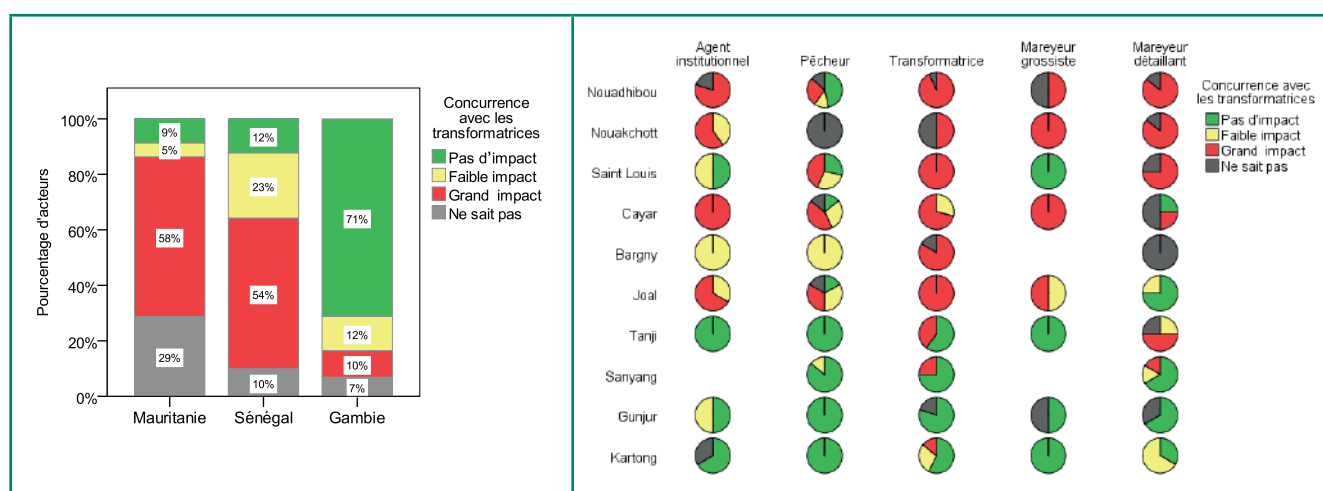 Pourcentage d'acteurs
100%
80%
60%
40%
20%
0%
9%
5%
58%
29%
12%
23%
54%
10%
71%
12%
10%
7%
Mauritanie
Sénégal
Gambie
Concurrence
avec les
transformatrices
Pas d'impact
Faible impact
Grand impact
Ne sait pas
Agent
institutionnel
Pêcheur
Transformatrice
Mareyeur
grossiste
Mareyeur
détaillant
Nouadhibou
Nouakchott
Saint Louis
Cayar
Bargny
Joal
Tanji
Sanyang
Gunjur
Kartong
Concurrence avec
les transformatrices
Pas d'impact
Faible impact
Grand impact
Ne sait pas